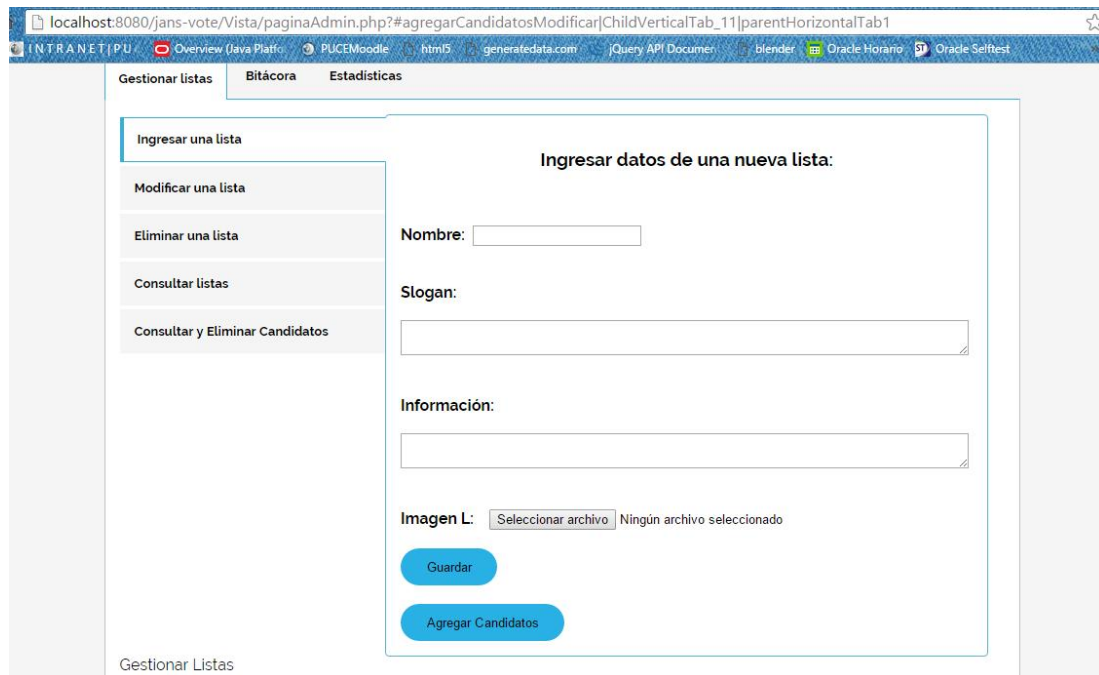 localhost:8080/jans-vote/Vista/paginaAdmin.php?#agregarCandidatosModificar|ChildVerticalTab_11|parentHorizontalTab1
INTRANET|PU Overview (Java Platfo PUCEMoodle html5 generatedata.com jQuery API Documen blender Oracle Horario ST Oracle Selftest
Gestionar listas Bitácora Estadísticas
Ingresar una lista
Modificar una lista
Eliminar una lista
Consultar listas
Consultar y Eliminar Candidatos
Ingresar datos de una nueva lista:
Nombre:
Slogan:
Información:
Imagen L: Seleccionar archivo Ningún archivo seleccionado
Guardar
Agregar Candidatos
Gestionar Listas